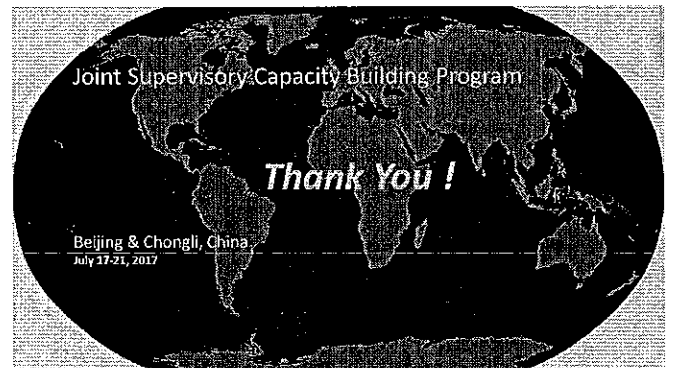 Joint Supervisory Capacity Building Program
Thank You !
Beijing & Chongli, China
July 17-21, 2017